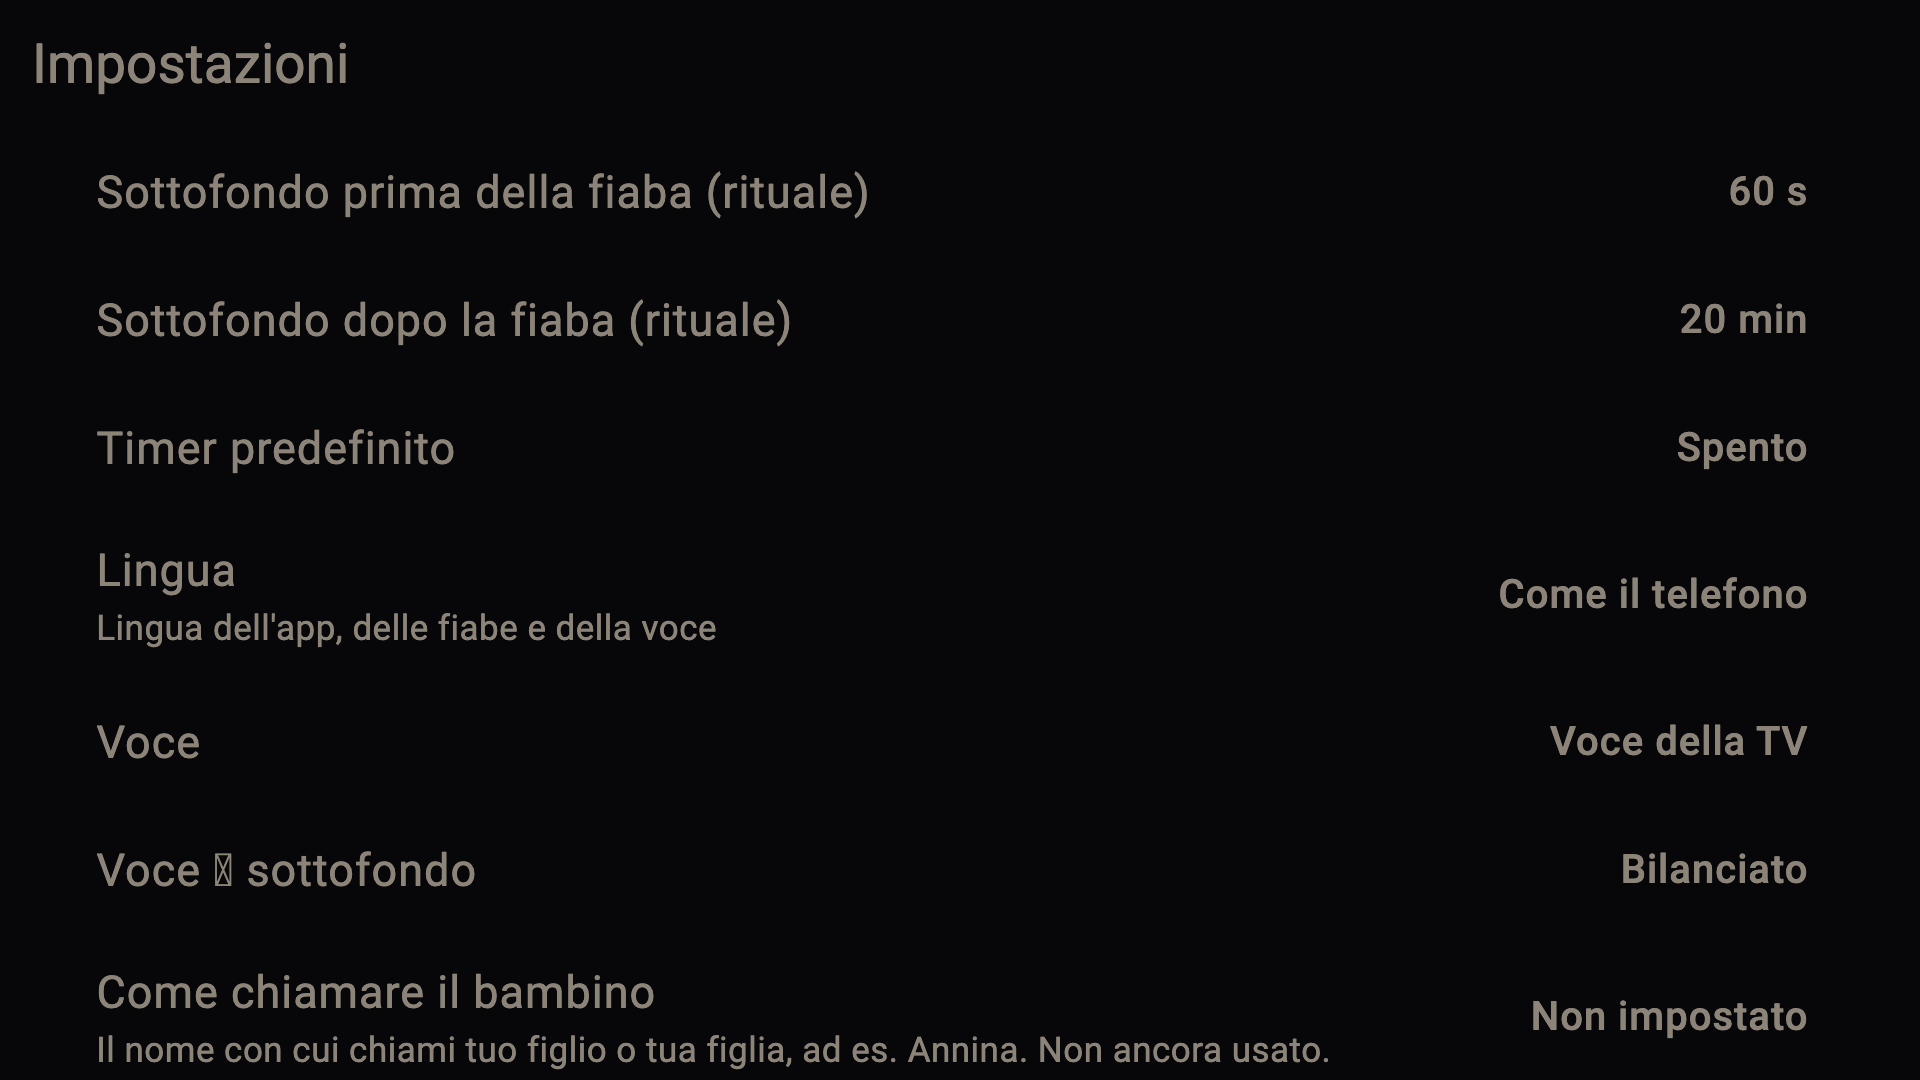 Impostazioni
Sottofondo prima della fiaba (rituale)
60 s
Sottofondo dopo la fiaba (rituale)
20 min
Timer predefinito
Spento
Lingua
Lingua dell'app, delle fiabe e della voce
Come il telefono
Voce
Voce della TV
Voce sottofondo
Bilanciato
Come chiamare il bambino
Il nome con cui chiami tuo figlio o tua figlia, ad es. Annina. Non ancora usato.
Non impostato